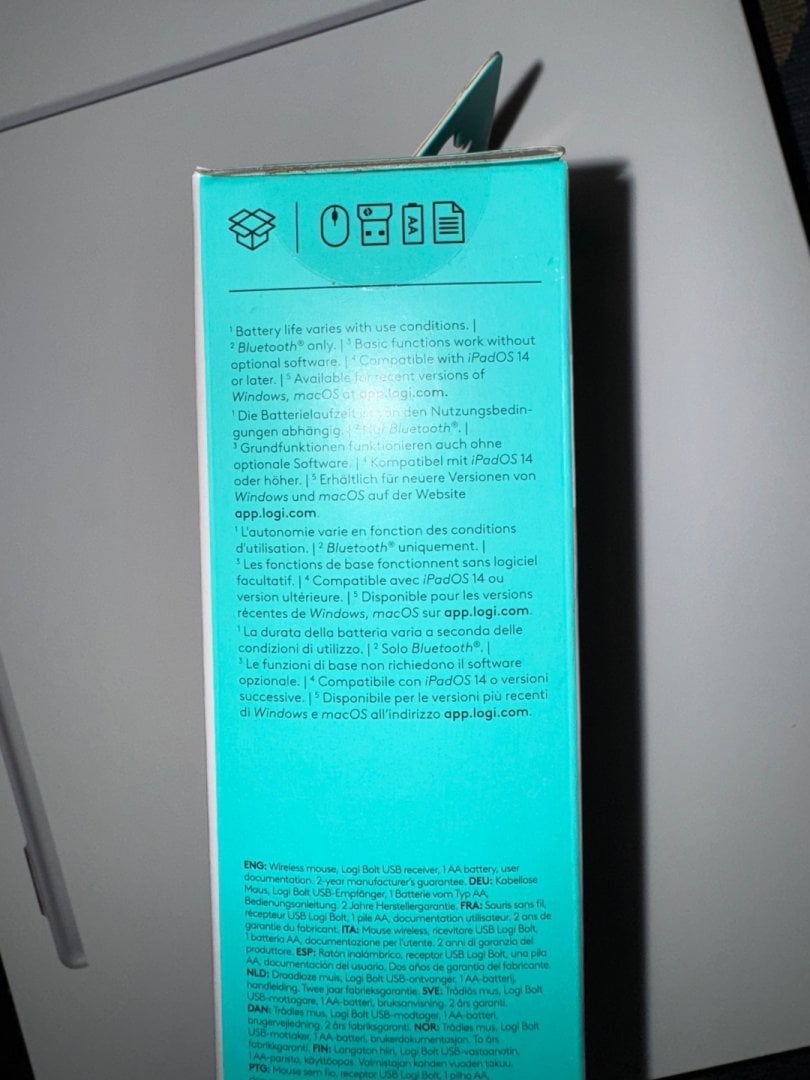 AA
¹ Battery life varies with use conditions. |
² Bluetooth® only. | ³ Basic functions work without
optional software. | ⁴ Compatible with iPadOS 14
or later. | ⁵ Available for recent versions of
Windows, macOS at app.logi.com.
¹ Die Batterielaufzeit ist von den Nutzungsbedin-
gungen abhängig. | ² Nur Bluetooth®. |
³ Grundfunktionen funktionieren auch ohne
optionale Software. | ⁴ Kompatibel mit iPadOS 14
oder höher. | ⁵ Erhältlich für neuere Versionen von
Windows und macOS auf der Website
app.logi.com.
¹ L'autonomie varie en fonction des conditions
d'utilisation. | ² Bluetooth® uniquement. |
³ Les fonctions de base fonctionnent sans logiciel
facultatif. | ⁴ Compatible avec iPadOS 14 ou
version ultérieure. | ⁵ Disponible pour les versions
récentes de Windows, macOS sur app.logi.com.
¹ La durata della batteria varia a seconda delle
condizioni di utilizzo. | ² Solo Bluetooth®. |
³ Le funzioni di base non richiedono il software
opzionale. | ⁴ Compatibile con iPadOS 14 o versioni
successive. | ⁵ Disponibile per le versioni più recenti
di Windows e macOS all'indirizzo app.logi.com.
ENG: Wireless mouse, Logi Bolt USB receiver, 1 AA battery, user
documentation. 2-year manufacturer's guarantee. DEU: Kabellose
Maus, Logi Bolt USB-Empfänger, 1 Batterie vom Typ AA,
Bedienungsanleitung. 2 Jahre Herstellergarantie. FRA: Souris sans fil,
récepteur USB Logi Bolt, 1 pile AA, documentation utilisateur. 2 ans de
garantie du fabricant. ITA: Mouse wireless, ricevitore USB Logi Bolt,
1 batteria AA, documentazione per l'utente. 2 anni di garanzia del
produttore. ESP: Ratón inalámbrico, receptor USB Logi Bolt, una pila
AA, documentación del usuario. Dos años de garantía del fabricante.
NLD: Draadloze muis, Logi Bolt USB-ontvanger, 1 AA-batterij,
handleiding. Twee jaar fabrieksgarantie. SVE: Trådlös mus, Logi Bolt
USB-mottagare, 1 AA-batteri, bruksanvisning. 2 års garanti.
DAN: Trådløs mus, Logi Bolt USB-modtager, 1 AA-batteri,
brugervejledning. 2 års fabriksgaranti. NOR: Trådløs mus, Logi Bolt
USB-mottaker, 1 AA-batteri, brukerdokumentasjon. To års
fabrikkgaranti. FIN: Langaton hiiri, Logi Bolt USB-vastaanotin,
1 AA-paristo, käyttöopas. Valmistajan kahden vuoden takuu.
PTG: Mouse sem fio, receptor USB Logi Bolt, 1 pilha AA,